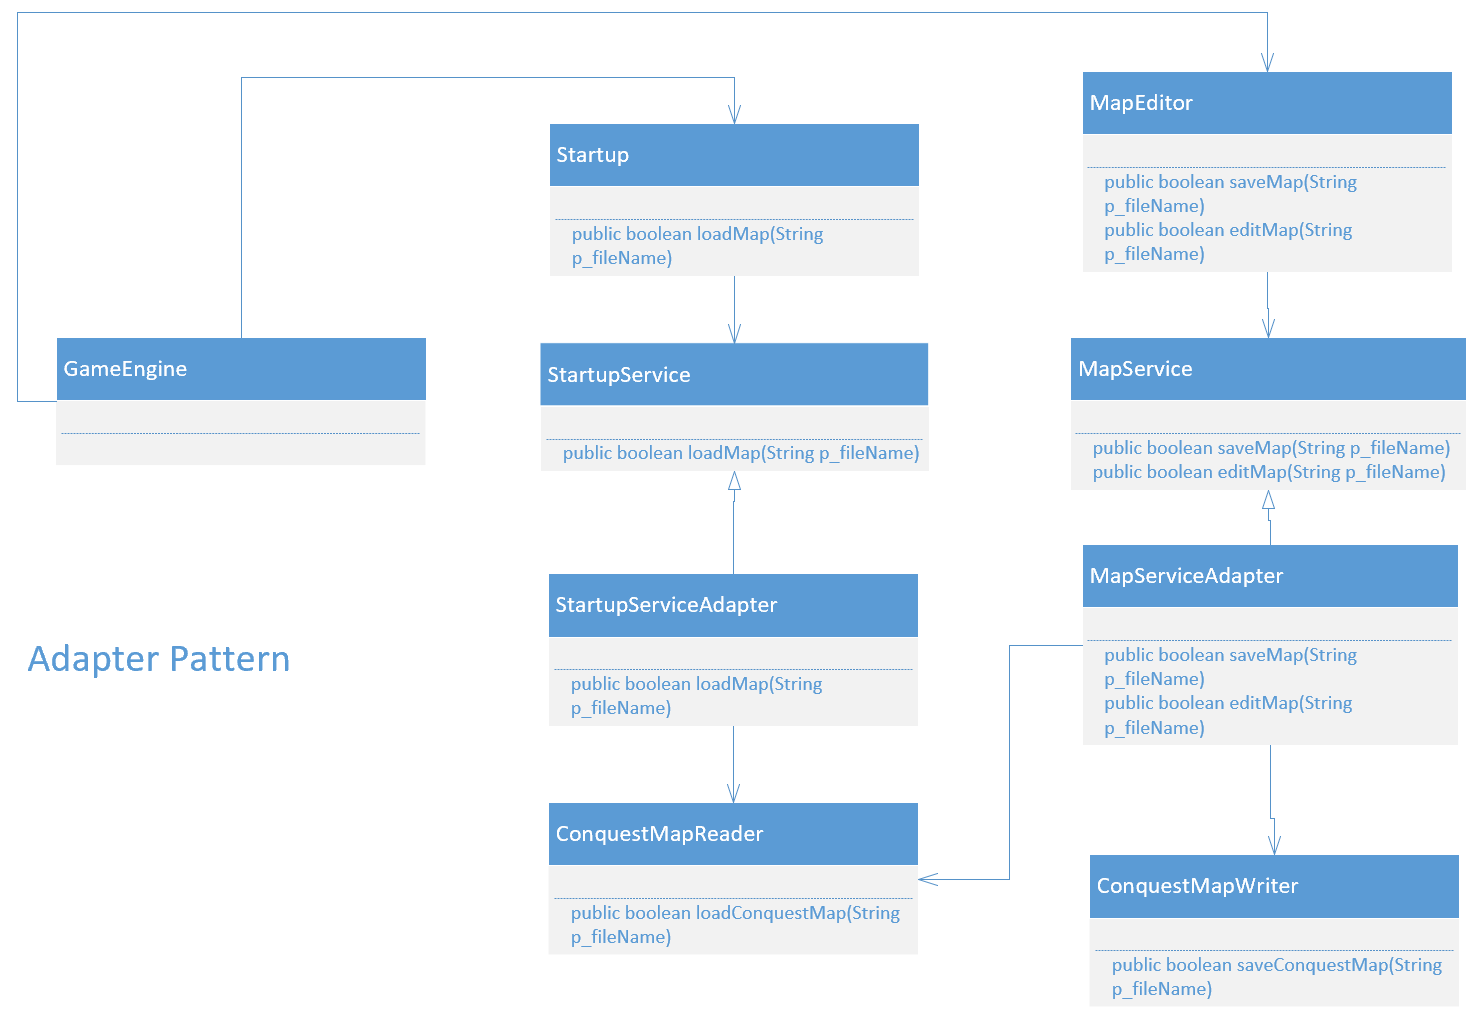 MapEditor
public boolean saveMap(String
p_fileName)
public boolean editMap(String
p_fileName)
Startup
public boolean loadMap(String
p_fileName)
GameEngine
StartupService
public boolean loadMap(String p_fileName)
MapService
public boolean saveMap(String p_fileName)
public boolean editMap(String p_fileName)
StartupServiceAdapter
public boolean loadMap(String
p_fileName)
MapServiceAdapter
public boolean saveMap(String
p_fileName)
public boolean editMap(String
p_fileName)
Adapter Pattern
ConquestMapReader
public boolean loadConquestMap(String
p_fileName)
ConquestMapWriter
public boolean saveConquestMap(String
p_fileName)